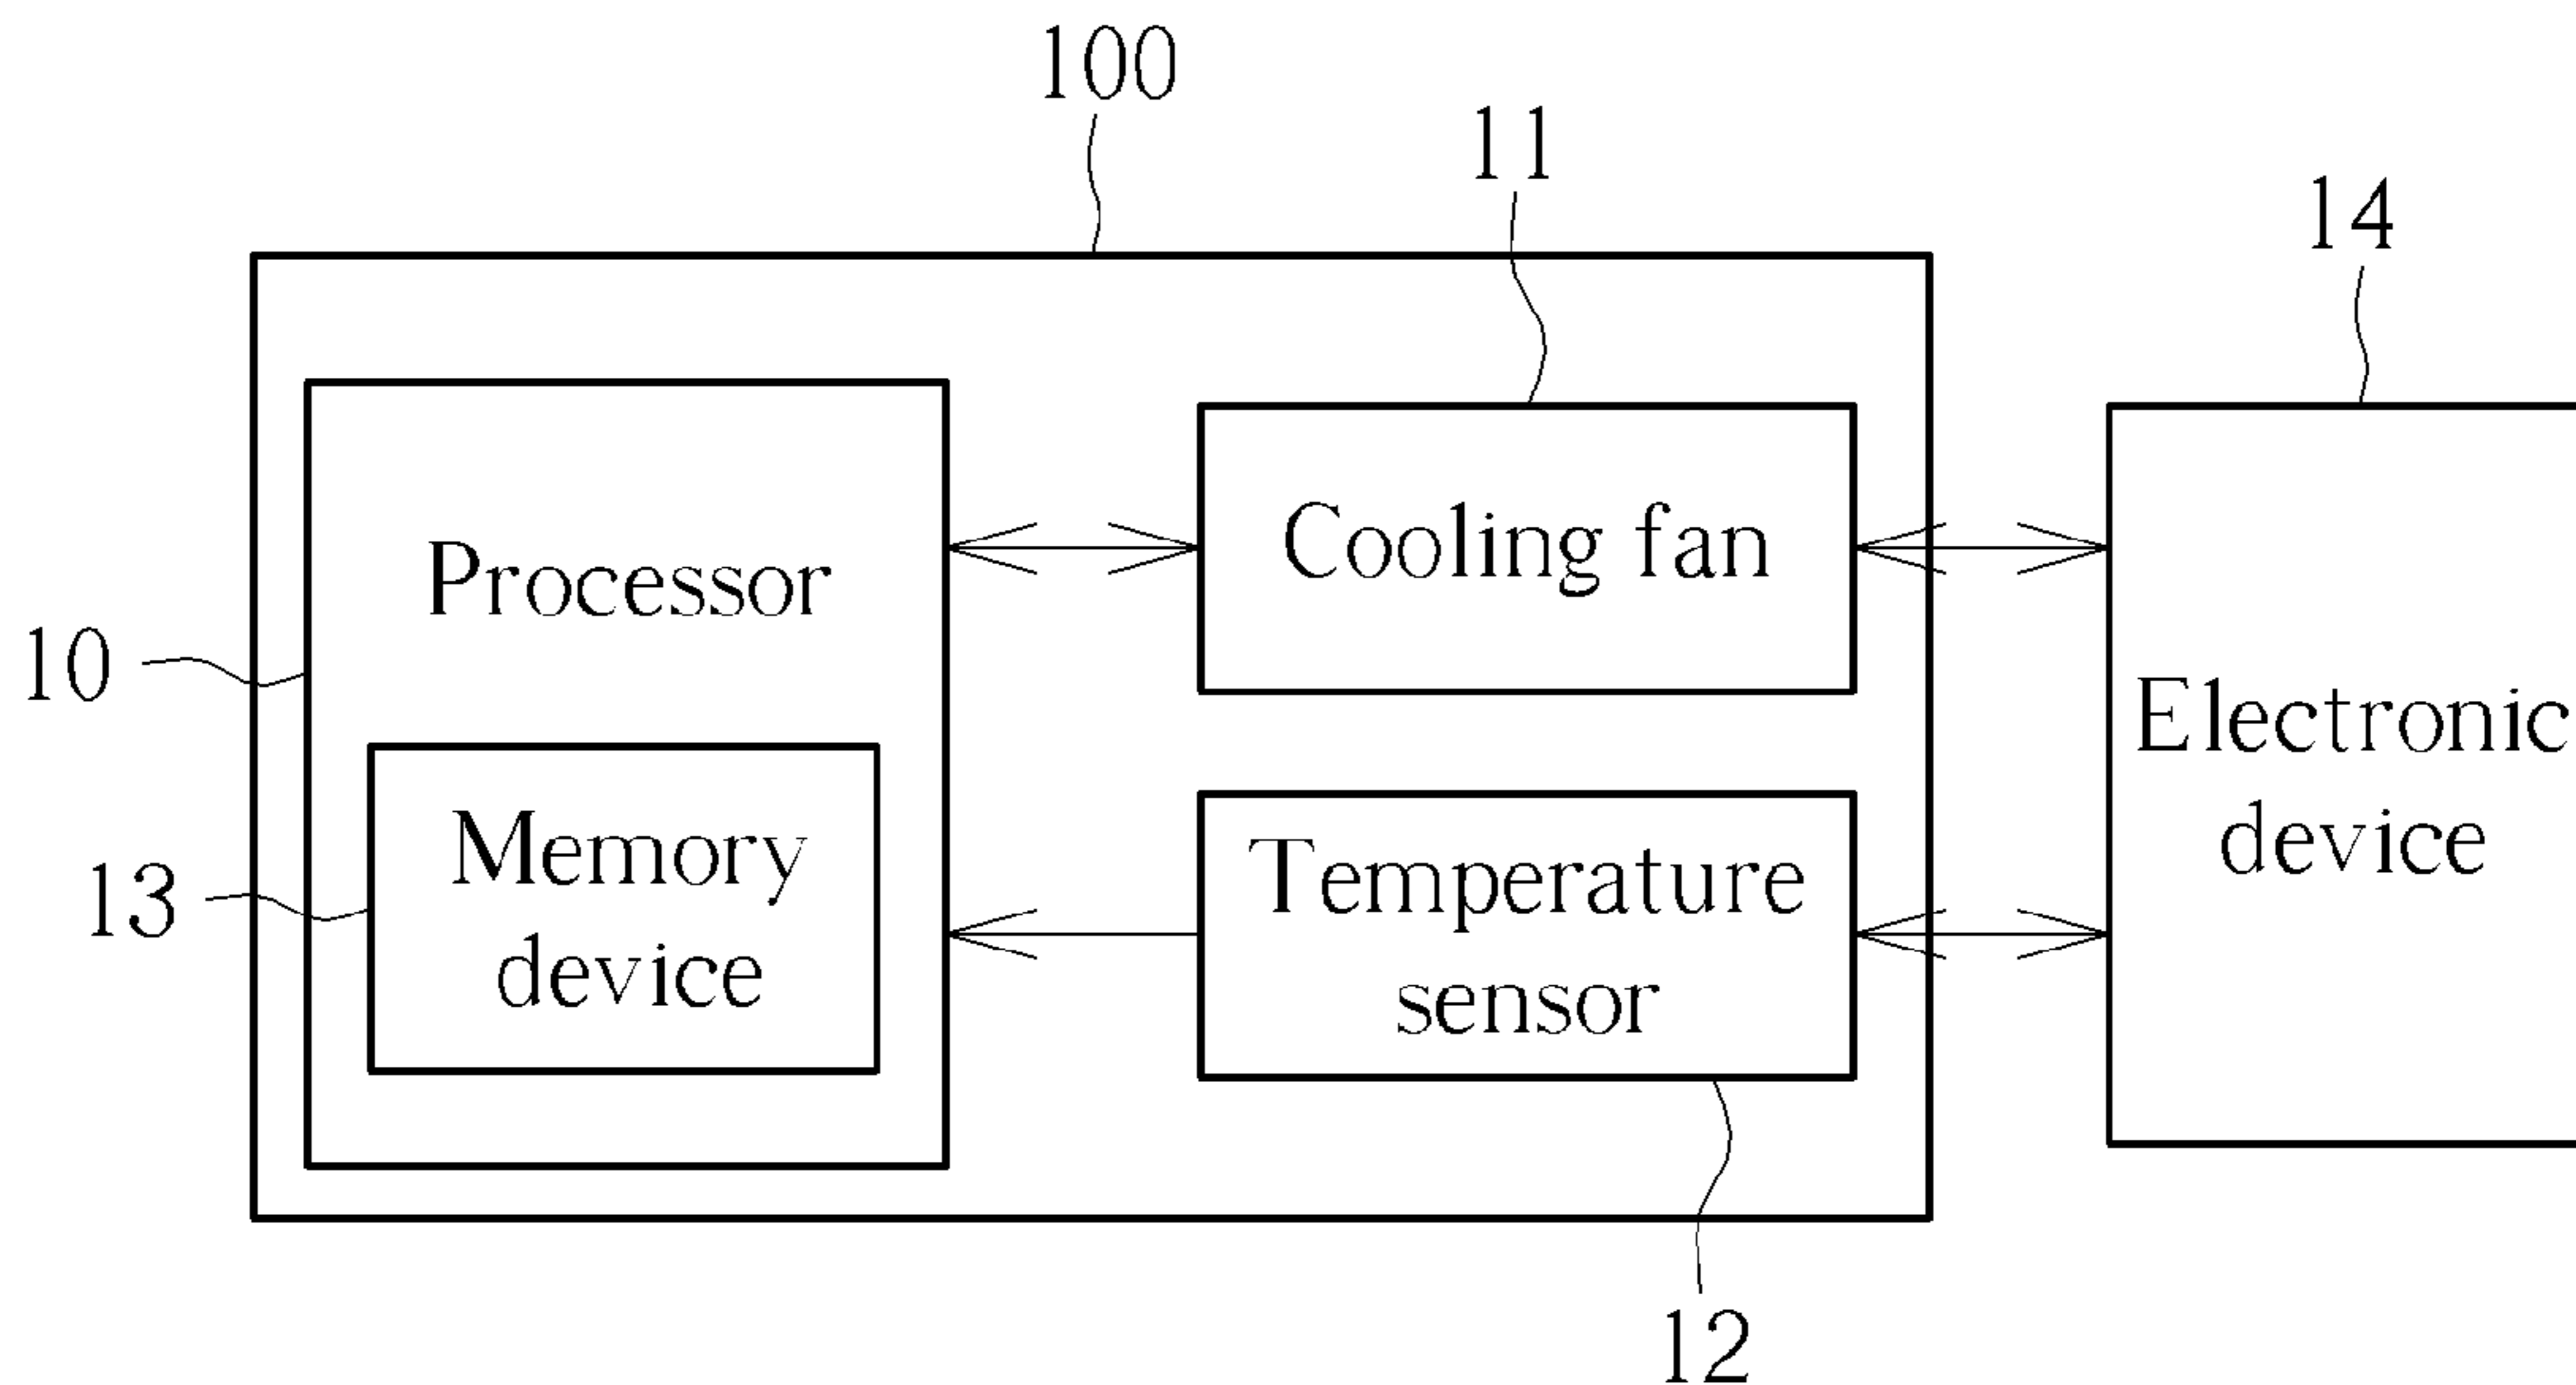 100
11
14
Processor
Cooling fan
10
Electronic
device
Memory
device
13
Temperature
sensor
12